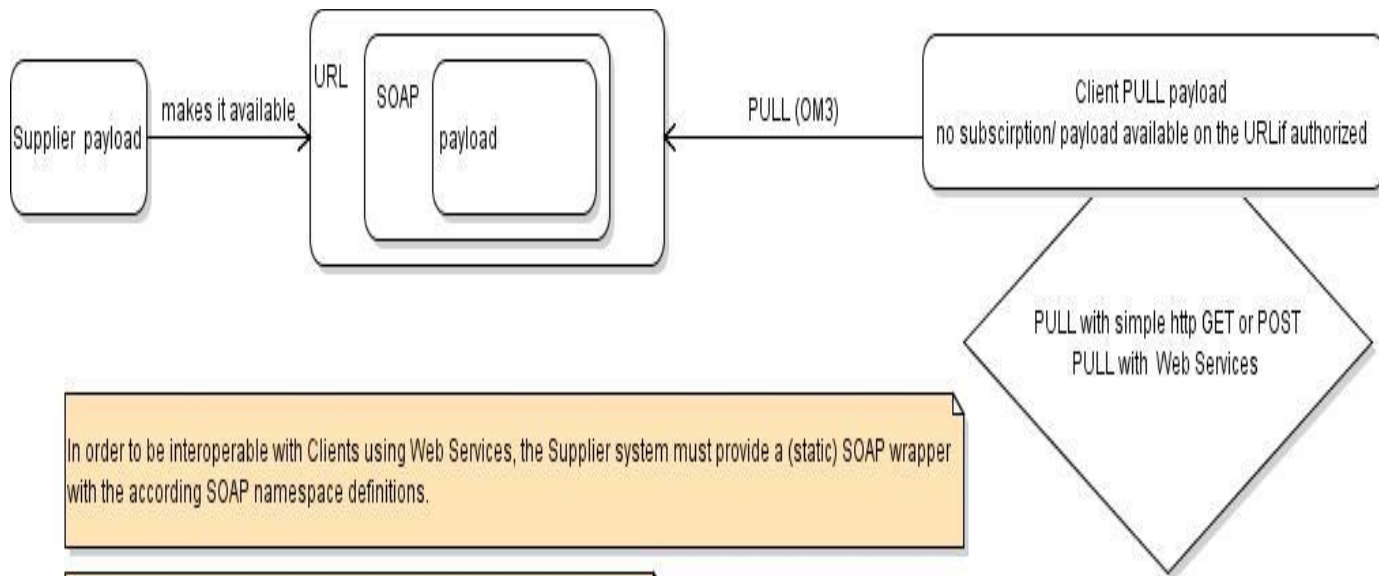 Supplier payload
makes it available
URL
SOAP
payload
PULL (OM3)
Client PULL payload
no subscirption/ payload available on the URLif authorized
PULL with simple http GET or POST
PULL with Web Services
In order to be interoperable with Clients using Web Services, the Supplier system must provide a (static) SOAP wrapper
with the according SOAP namespace definitions.